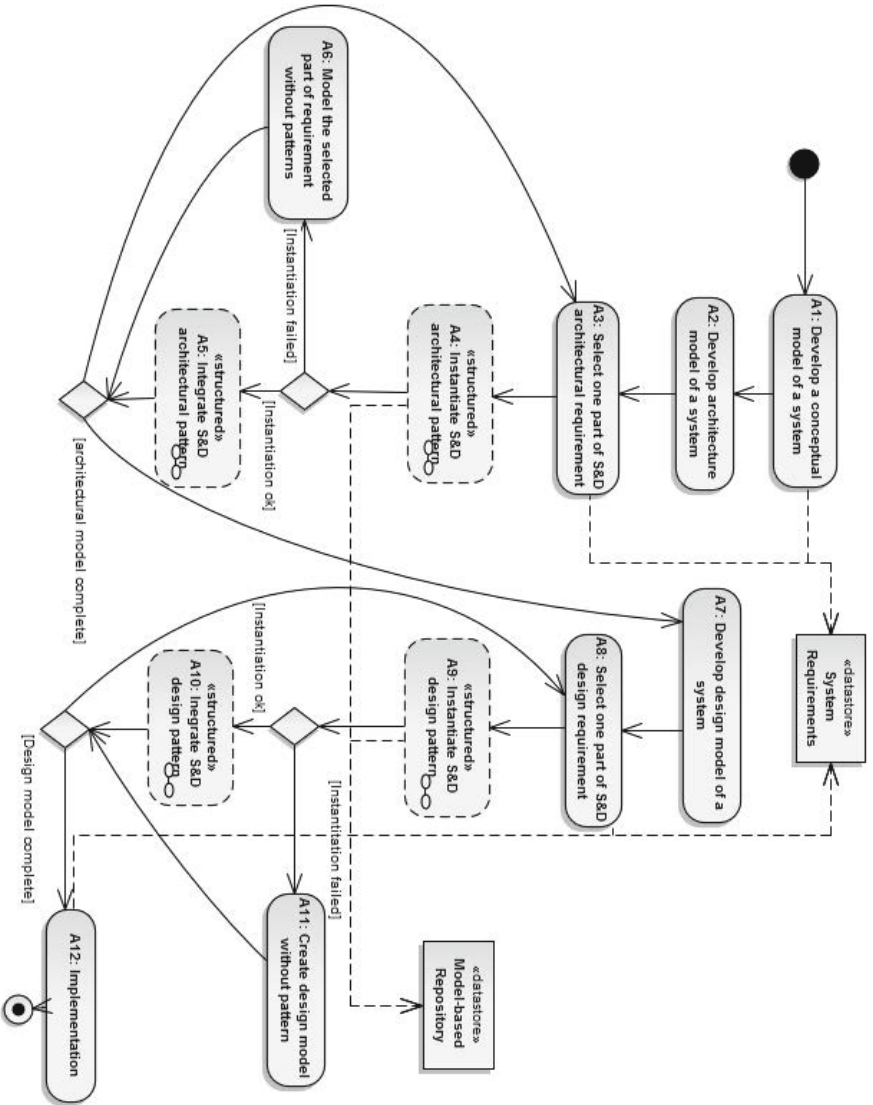 A1: Develop a conceptual
model of a system
A2: Develop architecture
model of a system
A3: Select one part of S&D
architectural requirement
«structured»
A4: Instantiate S&D
architectural pattern
[Instantiation failed]
[Instantiation ok]
A6: Model the selected
part of requirement
without patterns
«structured»
A5: Integrate S&D
architectural pattern
[architectural model complete]
«datastore»
System
Requirements
A7: Develop design model of a
system
A8: Select one part of S&D
design requirement
«structured»
A9: Instantiate S&D
design pattern
[Instantiation ok]
[Instantitation failed]
«structured»
A10: Inegrate S&D
design pattern
A11: Create design model
without pattern
[Design model complete]
A12: Implementation
«datastore»
Model-based
Repository